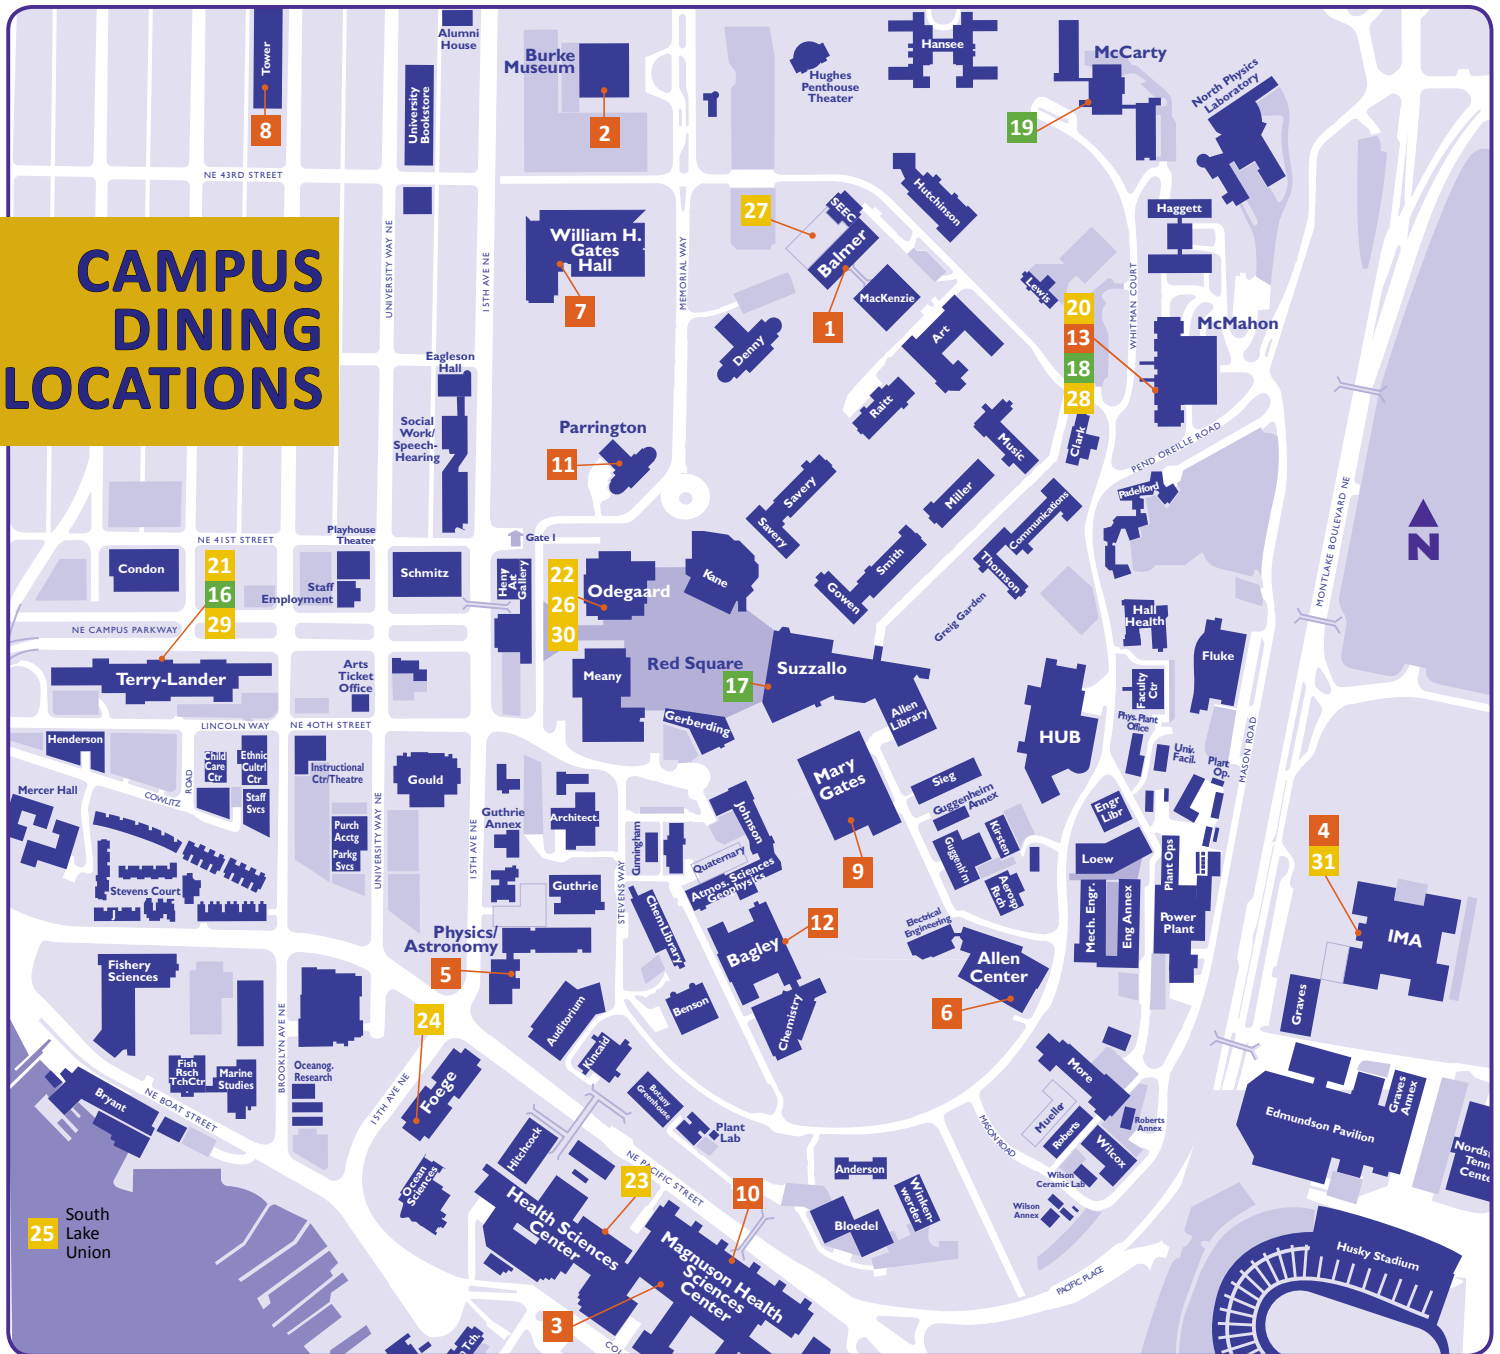 CAMPUS
DINING
LOCATIONS
Tower
8
Alumni
House
University
Bookstore
Burke
Museum
2
Hughes
Penthouse
Theater
Hansee
McCarty
19
North Physics
Laboratory
NE 43RD STREET
UNIVERSITY WAY NE
15TH AVE NE
MEMORIAL WAY
William H.
Gates
Hall
7
27
SEEC
Balmer
1
MacKenzie
Hutchinson
Haggett
Lewis
WHITMAN COURT
20
13
18
28
McMahon
Denny
Art
Raitt
Music
Clark
PEND OREILLE ROAD
Eagleson
Hall
Social
Work/
Speech-
Hearing
Parrington
11
Savery
Savery
Miller
Communications
Padelford
MONTLAKE BOULEVARD NE
N
NE 41ST STREET
Playhouse
Theater
Gate 1
Condon
21
16
29
Staff
Employment
Schmitz
Heny
Art
Gallery
22
26
30
Odegaard
Kane
Smith
Gowen
Thomson
Greig Garden
Hall
Health
NE CAMPUS PARKWAY
Terry-Lander
Arts
Ticket
Office
Meany
Red Square
17
Suzzallo
Allen
Library
Gerberding
Fluke
Faculty
Ctr
Phys. Plant
Office
HUB
Univ.
Facil.
Plant
Op.
MASON ROAD
LINCOLN WAY
NE 40TH STREET
Henderson
Child
Care
Ctr
Ethnic
Cultrl
Ctr
Instructional
Ctr/Theatre
Gould
Mercer Hall
COWLITZ
ROAD
Staff
Svcs
Purch
Acctg
Parkg
Svcs
UNIVERSITY WAY NE
15TH AVE NE
Guthrie
Annex
Architect.
Cunningham
Johnson
Mary
Gates
9
Sieg
Guggenheim
Annex
Kirsten
Guggenh'm
Aerosp
Rsch
Engr
Libr
Loew
Plant Ops
4
31
Stevens Court
J
Guthrie
STEVENS WAY
Quaternary
Atmos. Sciences
Geophysics
ChemLibrary
Mech. Engr.
Eng Annex
Power
Plant
IMA
Physics/
Astronomy
5
Bagley
12
Electrical
Engineering
Allen
Center
6
Graves
Fishery
Sciences
24
Auditorium
Benson
Chemistry
Kincaid
BROOKLYN AVE NE
Fish
Rsch
TchCtr
Marine
Studies
Oceanog.
Research
Bryant
NE BOAT STREET
15TH AVE NE
Foege
Botany
Greenhouse
Plant
Lab
More
Mueller
Roberts
Roberts
Annex
Wilcox
Wilson
Ceramic Lab
Wilson
Annex
MASON ROAD
Graves
Annex
Edmundson Pavilion
Hitchcock
Ocean
Sciences
NE PACIFIC STREET
23
10
Anderson
Winken-
werder
Bloedel
Health Sciences
Center
Magnuson Health
Sciences
Center
3
PACIFIC PLACE
Husky Stadium
25
South
Lake
Union